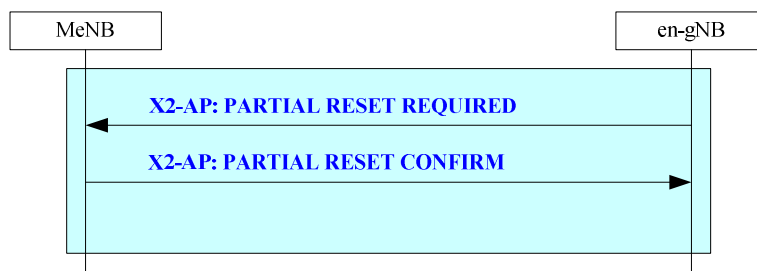 MeNB
en-gNB
X2-AP: PARTIAL RESET REQUIRED
X2-AP: PARTIAL RESET CONFIRM